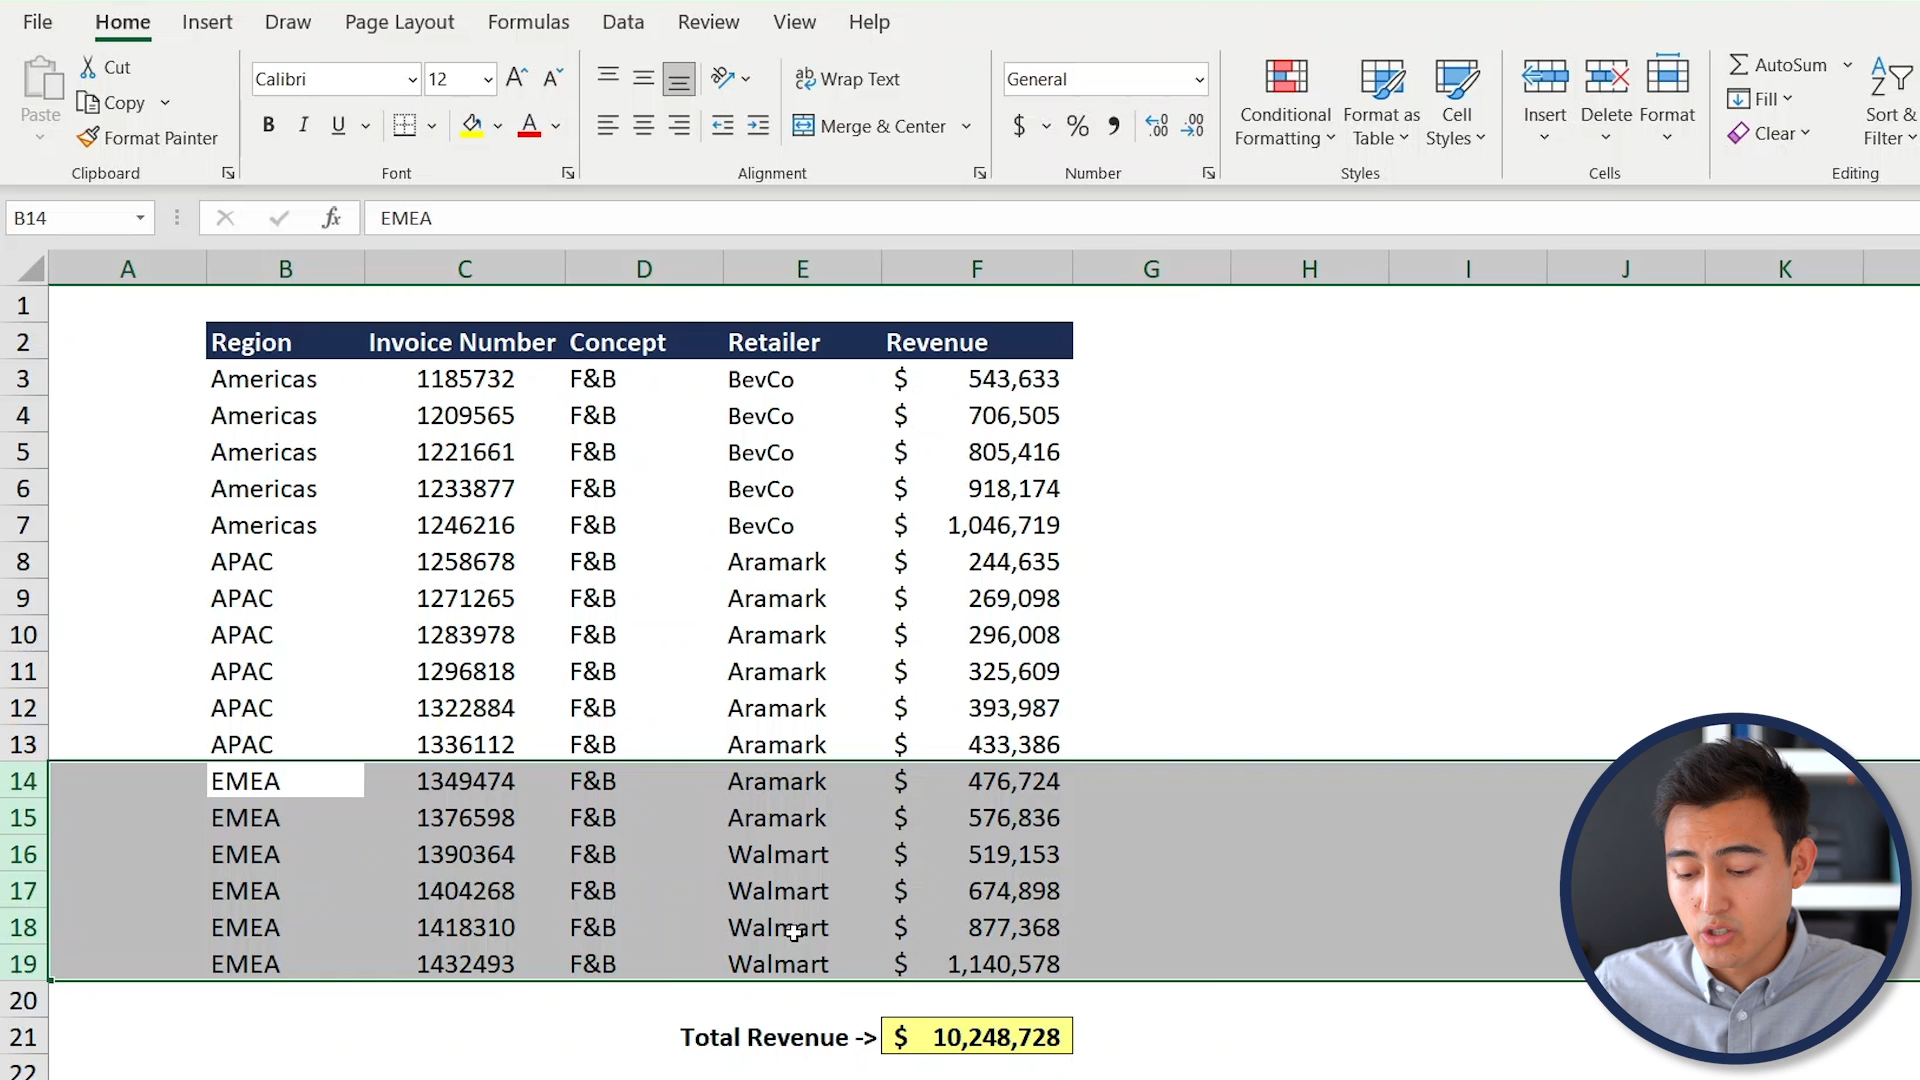 File Home Insert Draw Page Layout Formulas Data Review View Help
Paste Cut Copy Format Painter Clipboard
Calibri 12 A A B I U A Font
ab Wrap Text Merge & Center Alignment
General $ % , .00 .00 Number
Conditional Formatting Format as Table Cell Styles Styles
Insert Delete Format Cells
Σ AutoSum Fill Clear Sort & Filter Editing
B14 fx EMEA
A B C D E F G H I J K
1
2 Region Invoice Number Concept Retailer Revenue
3 Americas 1185732 F&B BevCo $ 543,633
4 Americas 1209565 F&B BevCo $ 706,505
5 Americas 1221661 F&B BevCo $ 805,416
6 Americas 1233877 F&B BevCo $ 918,174
7 Americas 1246216 F&B BevCo $ 1,046,719
8 APAC 1258678 F&B Aramark $ 244,635
9 APAC 1271265 F&B Aramark $ 269,098
10 APAC 1283978 F&B Aramark $ 296,008
11 APAC 1296818 F&B Aramark $ 325,609
12 APAC 1322884 F&B Aramark $ 393,987
13 APAC 1336112 F&B Aramark $ 433,386
14 EMEA 1349474 F&B Aramark $ 476,724
15 EMEA 1376598 F&B Aramark $ 576,836
16 EMEA 1390364 F&B Walmart $ 519,153
17 EMEA 1404268 F&B Walmart $ 674,898
18 EMEA 1418310 F&B Walmart $ 877,368
19 EMEA 1432493 F&B Walmart $ 1,140,578
20
21 Total Revenue -> $ 10,248,728
22